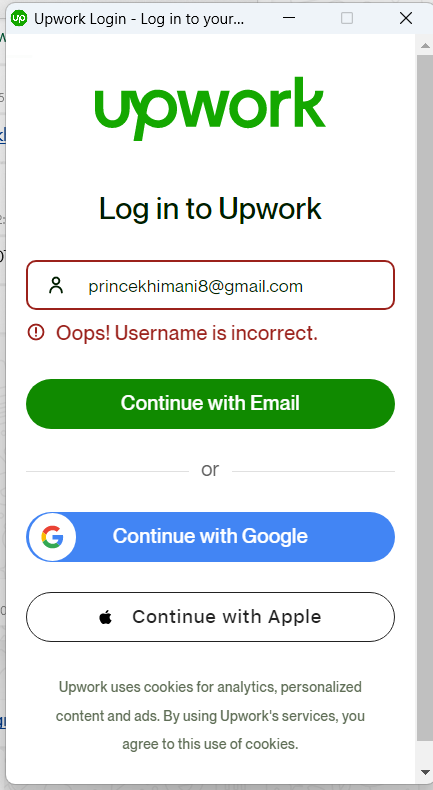 Upwork Login - Log in to your...
upwork
Log in to Upwork
princekhimani8@gmail.com
Oops! Username is incorrect.
Continue with Email
or
Continue with Google
Continue with Apple
Upwork uses cookies for analytics, personalized
content and ads. By using Upwork's services, you
agree to this use of cookies.